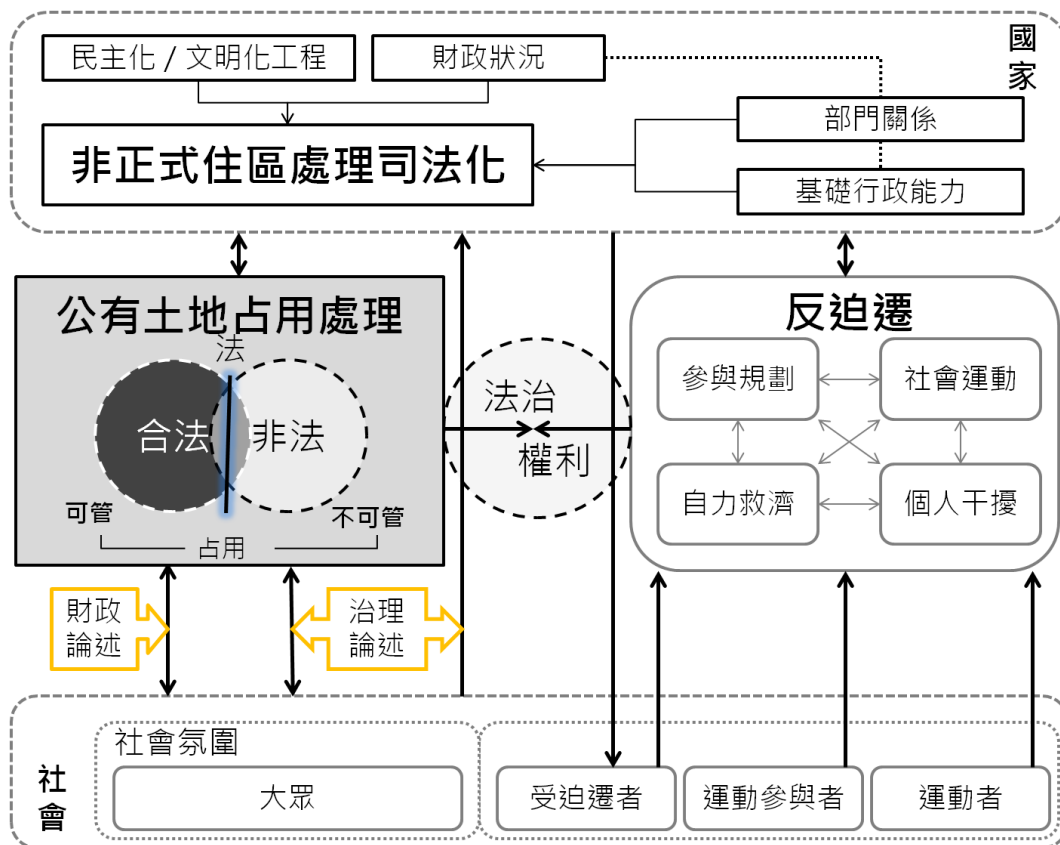 國家
民主化 / 文明化工程
財政狀況
部門關係
非正式住區處理司法化
基礎行政能力
公有土地占用處理
法
合法
非法
可管
不可管
占用
法治
權利
反迫遷
參與規劃
社會運動
自力救濟
個人干擾
財政
論述
治理
論述
社會
社會氛圍
大眾
受迫遷者
運動參與者
運動者